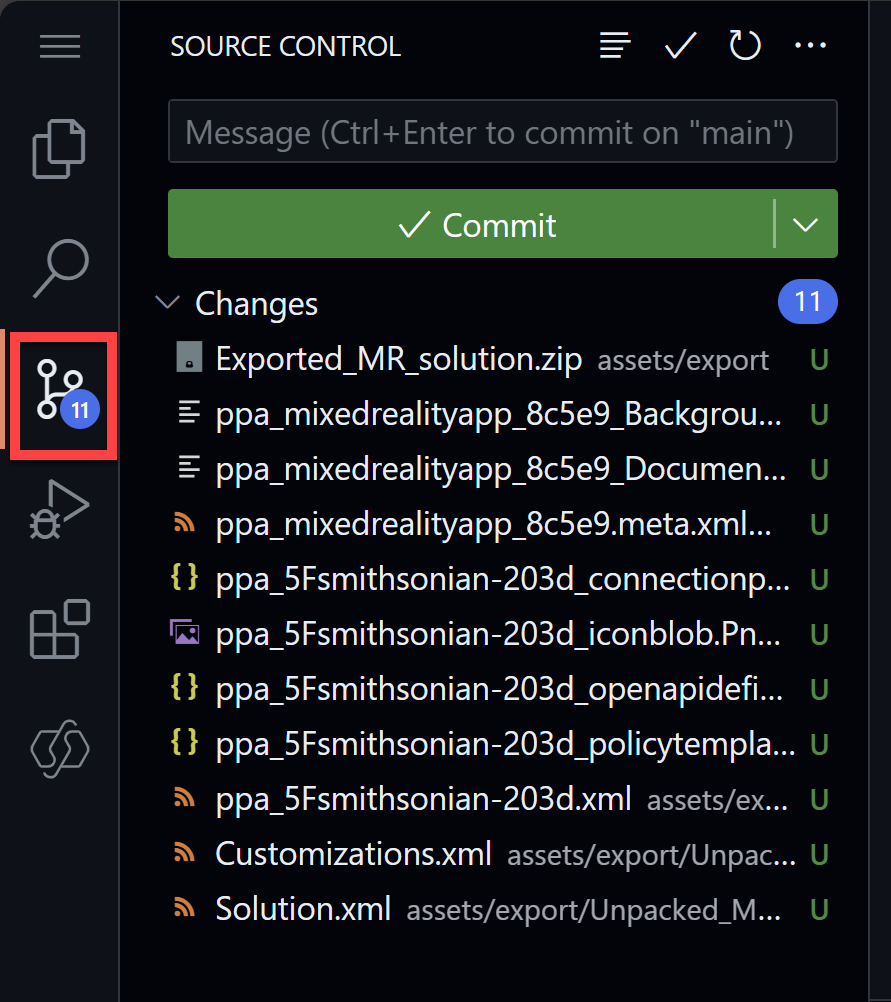 SOURCE CONTROL
Message (Ctrl+Enter to commit on "main")
Commit
Changes 11
11
Exported_MR_solution.zip assets/export U
ppa_mixedrealityapp_8c5e9_Backgrou... U
ppa_mixedrealityapp_8c5e9_Documen... U
ppa_mixedrealityapp_8c5e9.meta.xml... U
{} ppa_5Fsmithsonian-203d_connectionp... U
ppa_5Fsmithsonian-203d_iconblob.Pn... U
{} ppa_5Fsmithsonian-203d_openapidefi... U
{} ppa_5Fsmithsonian-203d_policytempla... U
ppa_5Fsmithsonian-203d.xml assets/ex... U
Customizations.xml assets/export/Unpac... U
Solution.xml assets/export/Unpacked_M... U